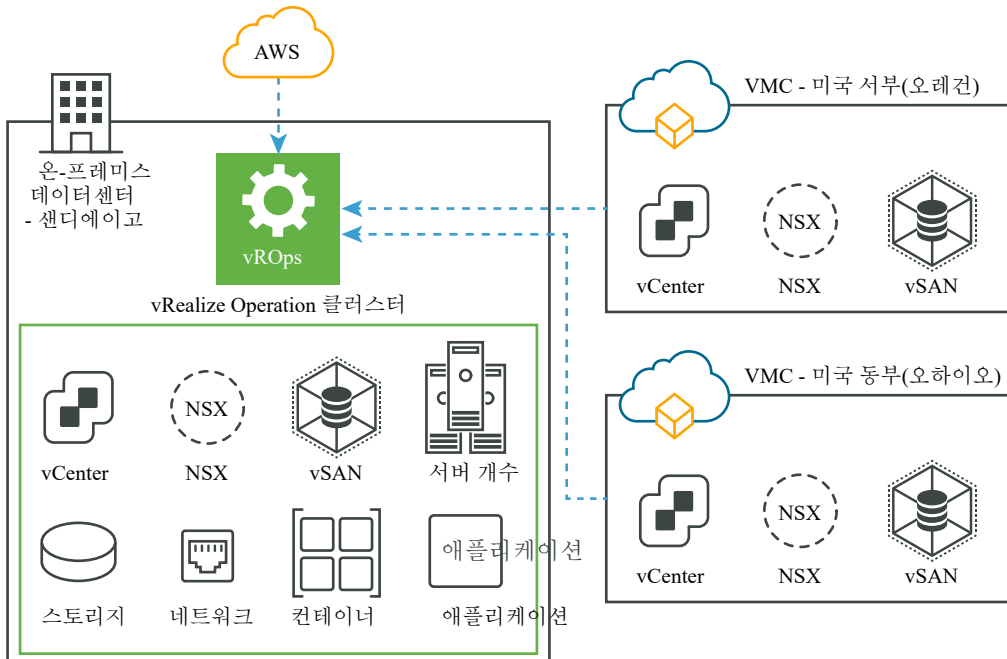 AWS
온-프레미스
데이터센터
- 샌디에이고
vROps
vRealize Operation 클러스터
NSX
vCenter
NSX
vSAN
서버 개수
애플리케이션
스토리지
네트워크
컨테이너
애플리케이션
VMC - 미국 서부(오레건)
NSX
vCenter
NSX
vSAN
VMC - 미국 동부(오하이오)
NSX
vCenter
NSX
vSAN